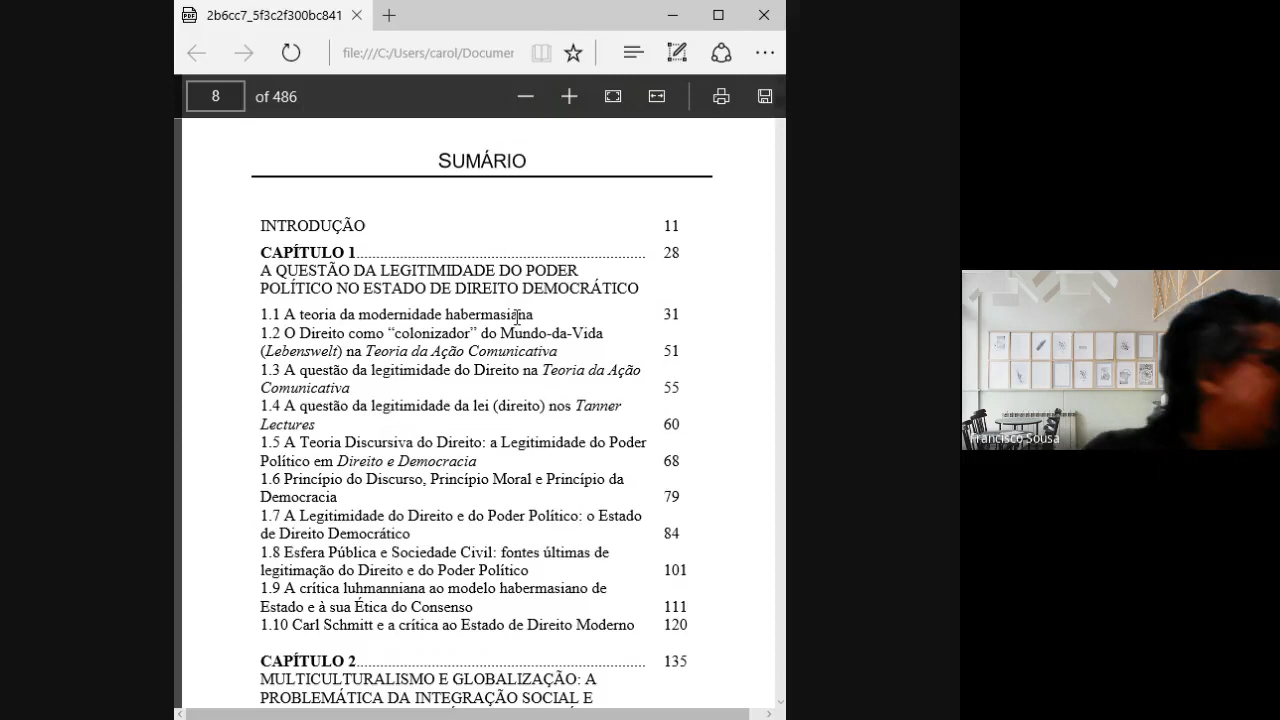 2b6cc7_5f3c2f300bc841
file:///C:/Users/carol/Documer
8 of 486
SUMÁRIO
INTRODUÇÃO 11
CAPÍTULO 1 28
A QUESTÃO DA LEGITIMIDADE DO PODER
POLÍTICO NO ESTADO DE DIREITO DEMOCRÁTICO
1.1 A teoria da modernidade habermasiana 31
1.2 O Direito como “colonizador” do Mundo-da-Vida
(Lebenswelt) na Teoria da Ação Comunicativa 51
1.3 A questão da legitimidade do Direito na Teoria da Ação
Comunicativa 55
1.4 A questão da legitimidade da lei (direito) nos Tanner
Lectures 60
1.5 A Teoria Discursiva do Direito: a Legitimidade do Poder
Político em Direito e Democracia 68
1.6 Princípio do Discurso, Princípio Moral e Princípio da
Democracia 79
1.7 A Legitimidade do Direito e do Poder Político: o Estado
de Direito Democrático 84
1.8 Esfera Pública e Sociedade Civil: fontes últimas de
legitimação do Direito e do Poder Político 101
1.9 A crítica luhmanniana ao modelo habermasiano de
Estado e à sua Ética do Consenso 111
1.10 Carl Schmitt e a crítica ao Estado de Direito Moderno 120
CAPÍTULO 2 135
MULTICULTURALISMO E GLOBALIZAÇÃO: A
PROBLEMÁTICA DA INTEGRAÇÃO SOCIAL E
Francisco Sousa